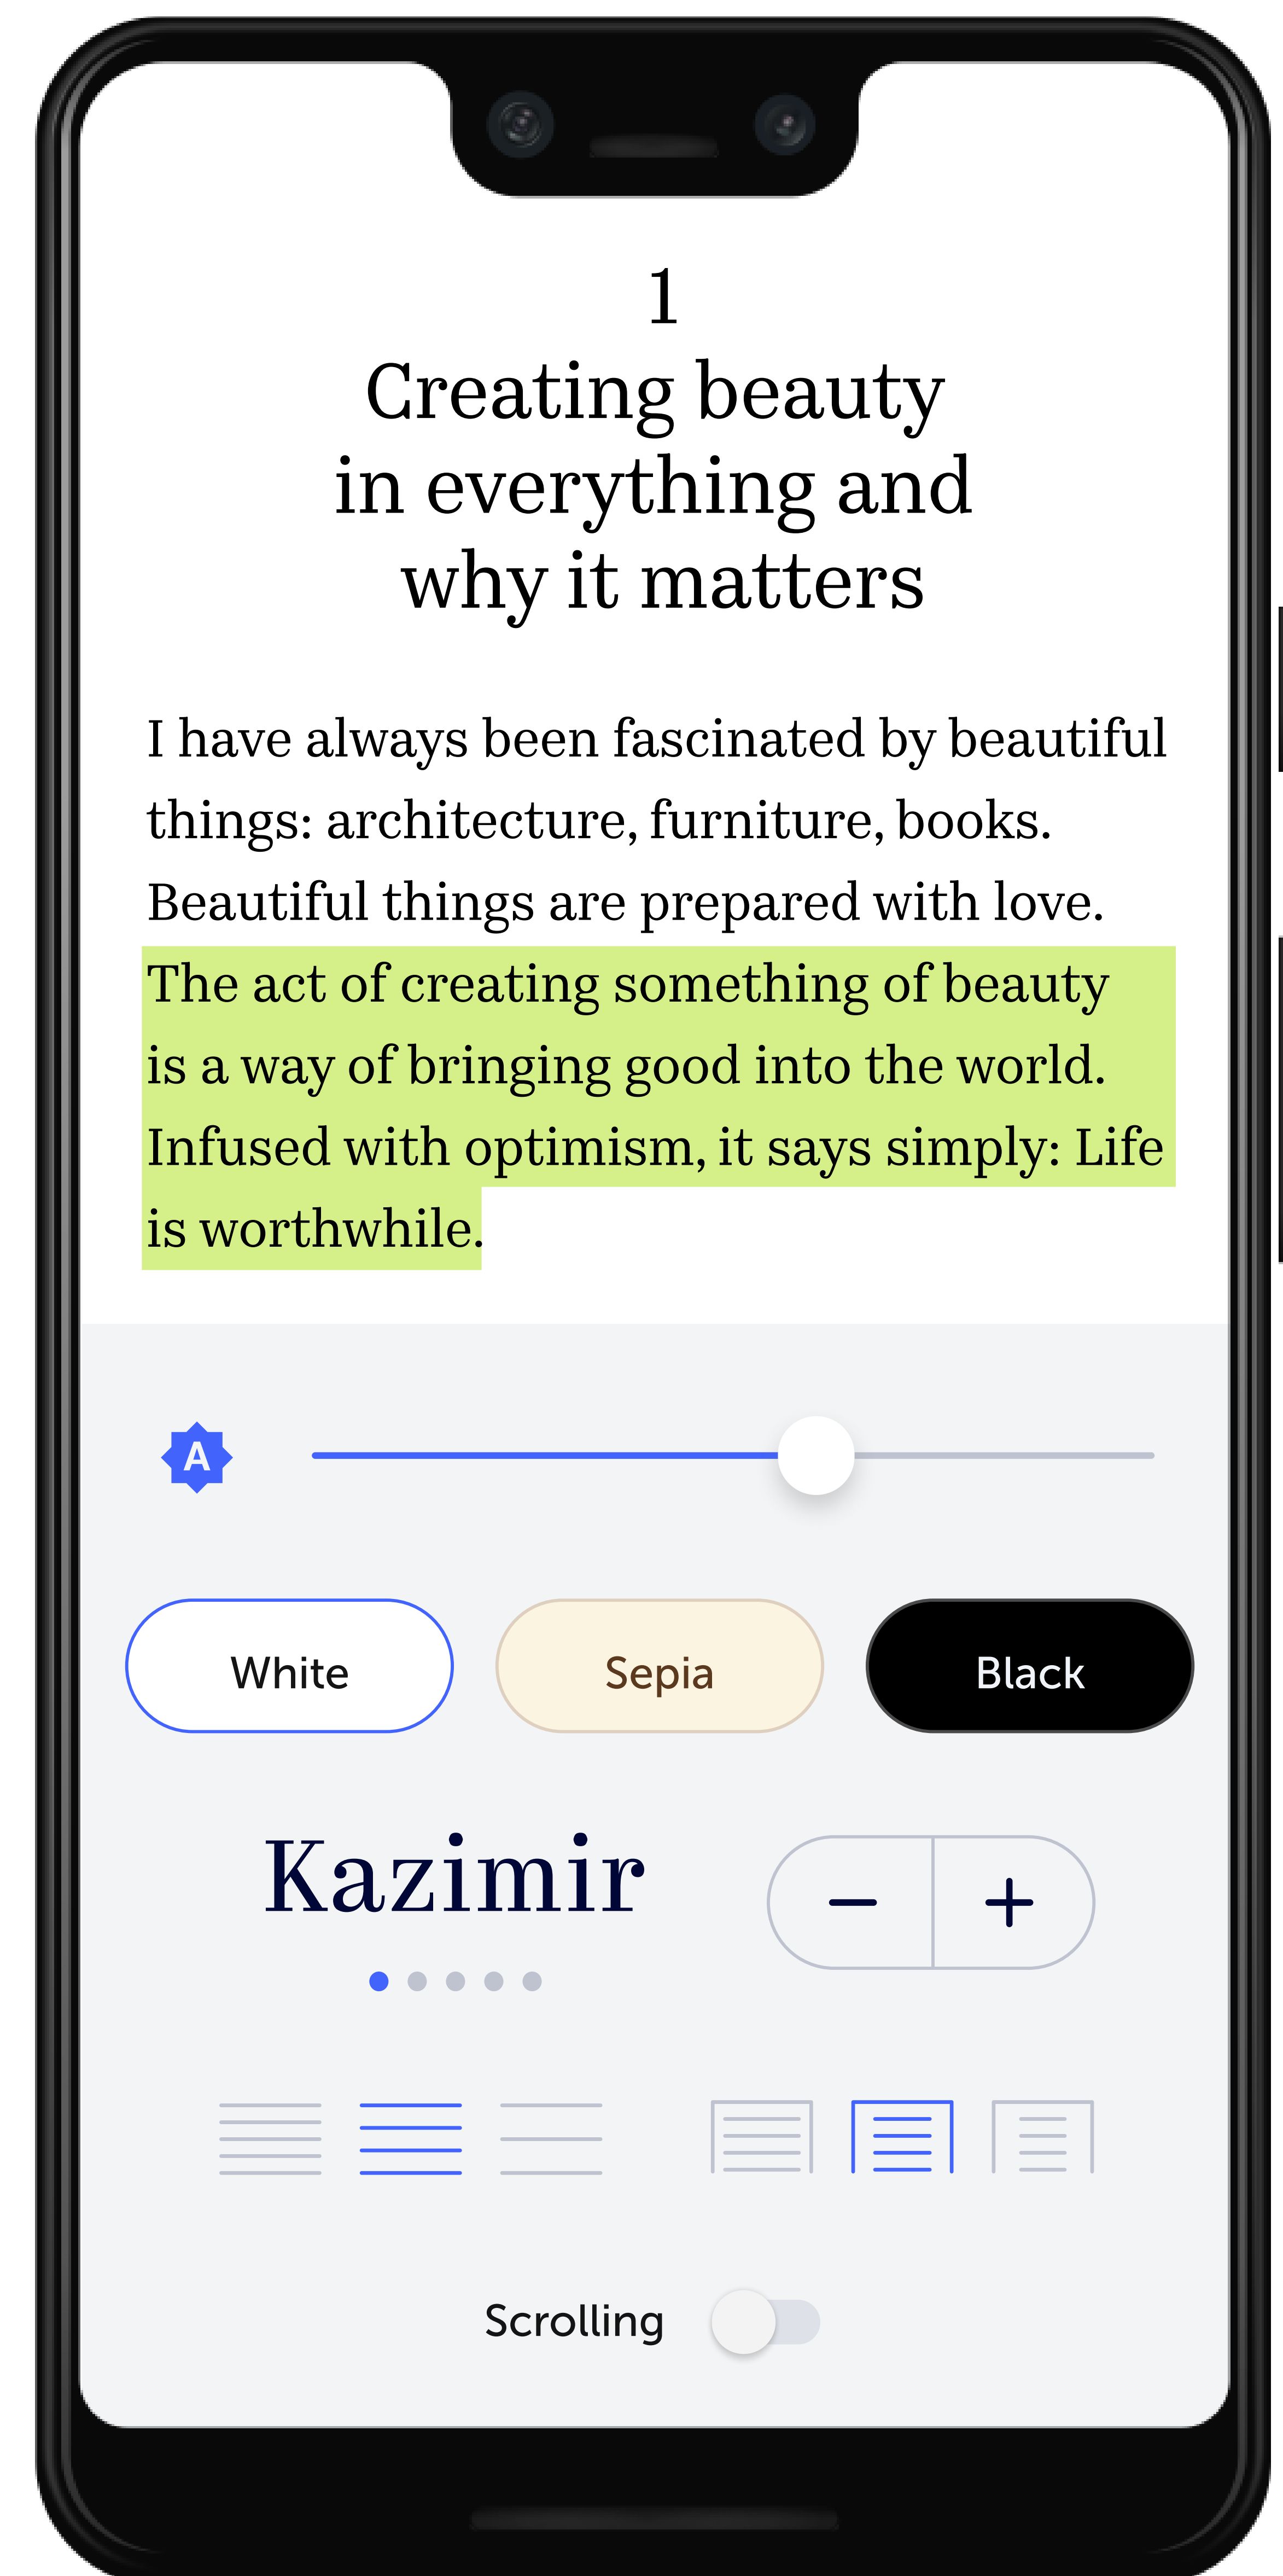 1
Creating beauty
in everything and
why it matters
I have always been fascinated by beautiful
things: architecture, furniture, books.
Beautiful things are prepared with love.
The act of creating something of beauty
is a way of bringing good into the world.
Infused with optimism, it says simply: Life
is worthwhile.
A
White
Sepia
Black
Kazimir
Scrolling